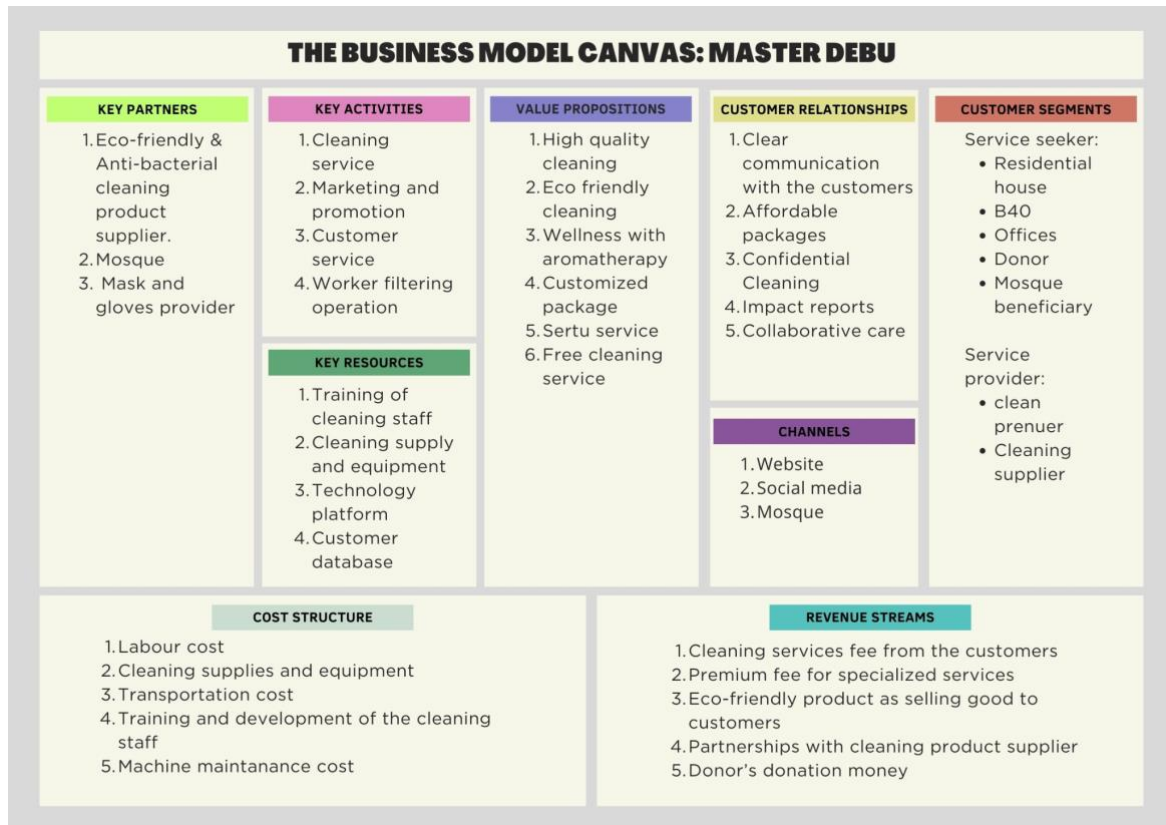 THE BUSINESS MODEL CANVAS: MASTER DEBU
KEY PARTNERS
1.Eco-friendly &
Anti-bacterial
cleaning
product
supplier.
2.Mosque
3. Mask and
gloves provider
KEY ACTIVITIES
1.Cleaning
service
2.Marketing and
promotion
3.Customer
service
4.Worker filtering
operation
KEY RESOURCES
1.Training of
cleaning staff
2.Cleaning supply
and equipment
3.Technology
platform
4.Customer
database
VALUE PROPOSITIONS
1.High quality
cleaning
2.Eco friendly
cleaning
3.Wellness with
aromatherapy
4.Customized
package
5.Sertu service
6.Free cleaning
service
CUSTOMER RELATIONSHIPS
1.Clear
communication
with the customers
2.Affordable
packages
3.Confidential
Cleaning
4.Impact reports
5.Collaborative care
CHANNELS
1.Website
2.Social media
3.Mosque
CUSTOMER SEGMENTS
Service seeker:
• Residential
house
• B40
• Offices
• Donor
• Mosque
beneficiary
Service
provider:
• clean
prenuer
• Cleaning
supplier
COST STRUCTURE
1.Labour cost
2.Cleaning supplies and equipment
3.Transportation cost
4.Training and development of the cleaning
staff
5.Machine maintanance cost
REVENUE STREAMS
1.Cleaning services fee from the customers
2.Premium fee for specialized services
3.Eco-friendly product as selling good to
customers
4.Partnerships with cleaning product supplier
5.Donor's donation money